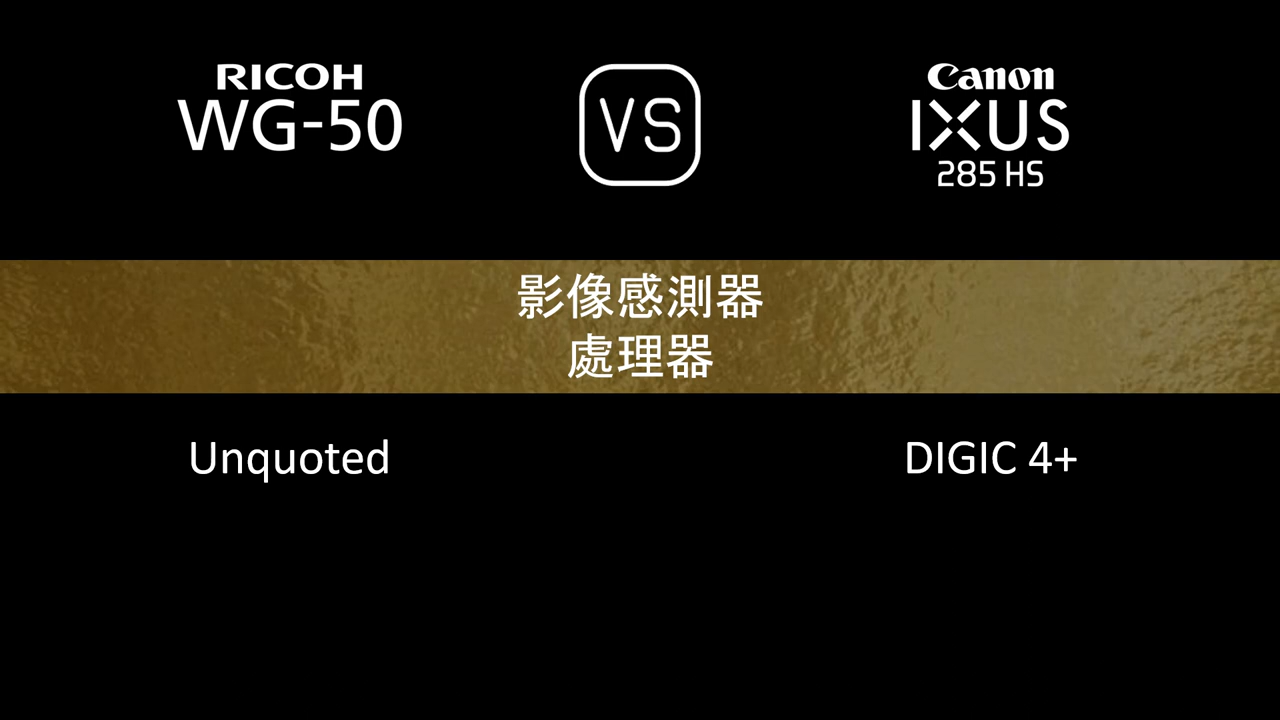 RICOH
WG-50
VS
Canon
IXUS
285 HS
影像感測器
處理器
Unquoted
DIGIC 4+